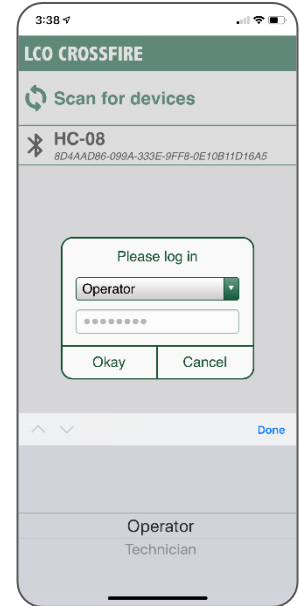 3:38
LCO CROSSFIRE
Scan for devices
HC-08
8D4AAD86-099A-333E-9FF8-0E10B11D16A5
Please log in
Operator
Okay Cancel
Done
Operator
Technician